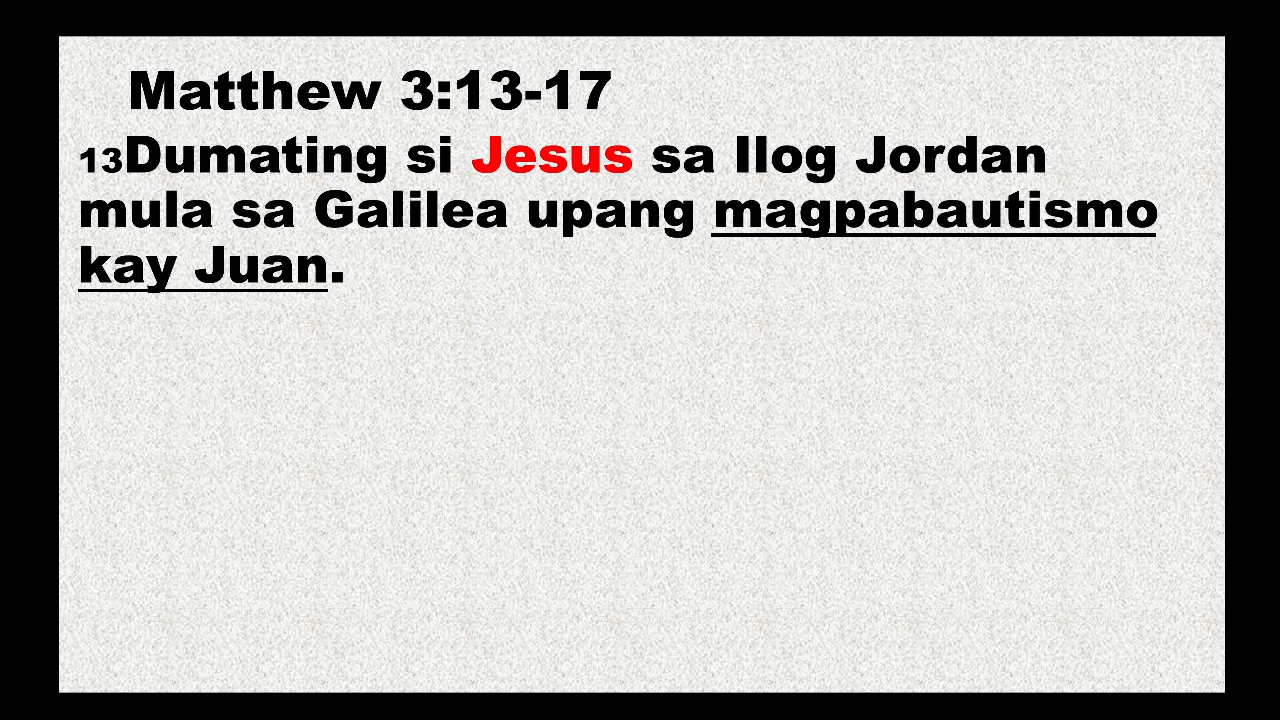 Matthew 3:13-17
13Dumating si Jesus sa Ilog Jordan
mula sa Galilea upang magpabautismo
kay Juan.